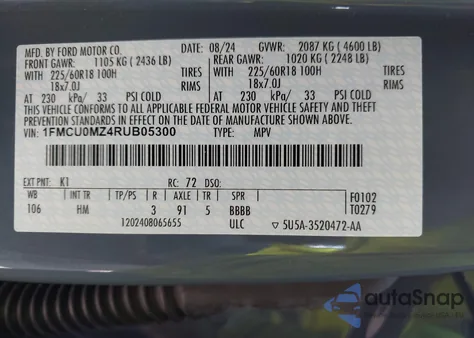 MFD. BY FORD MOTOR CO. DATE: 08/24 GVWR: 2087 KG ( 4600 LB)
FRONT GAWR: 1105 KG ( 2436 LB) REAR GAWR: 1020 KG ( 2248 LB)
WITH 225/60R18 100H TIRES WITH 225/60R18 100H TIRES
18x7.0J RIMS 18x7.0J RIMS
AT 230 kPa/ 33 PSI COLD AT 230 kPa/ 33 PSI COLD
THIS VEHICLE CONFORMS TO ALL APPLICABLE FEDERAL MOTOR VEHICLE SAFETY AND THEFT
PREVENTION STANDARDS IN EFFECT ON THE DATE OF MANUFACTURE SHOWN ABOVE.
VIN: 1FMCU0MZ4RUB05300 TYPE: MPV
EXT PNT: K1 RC: 72 DSO:
WB INT TR TP/PS R AXLE TR SPR
106 HM 3 91 5 BBBB
F0102
T0279
1202408065655 ULC 5U5A-3520472-AA
autoSnap